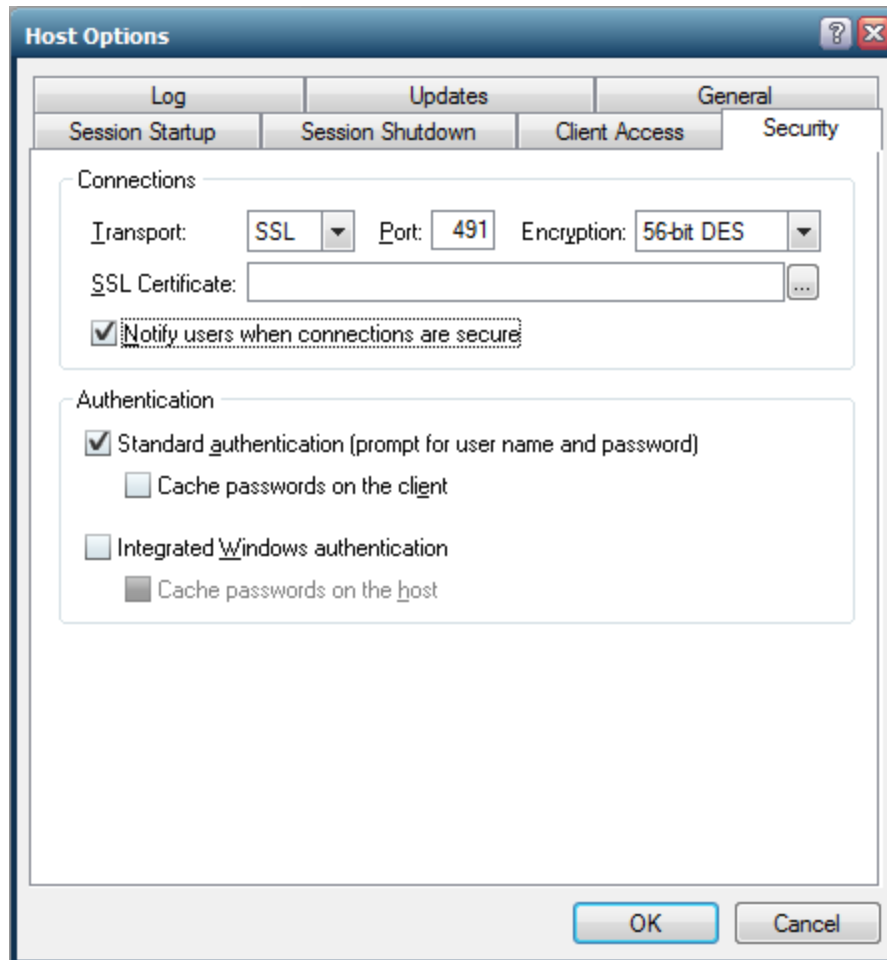 Host Options
Log Updates General
Session Startup Session Shutdown Client Access Security
Connections
Transport: SSL Port: 491 Encryption: 56-bit DES
SSL Certificate: ...
Notify users when connections are secure
Authentication
Standard authentication (prompt for user name and password)
Cache passwords on the client
Integrated Windows authentication
Cache passwords on the host
OK Cancel